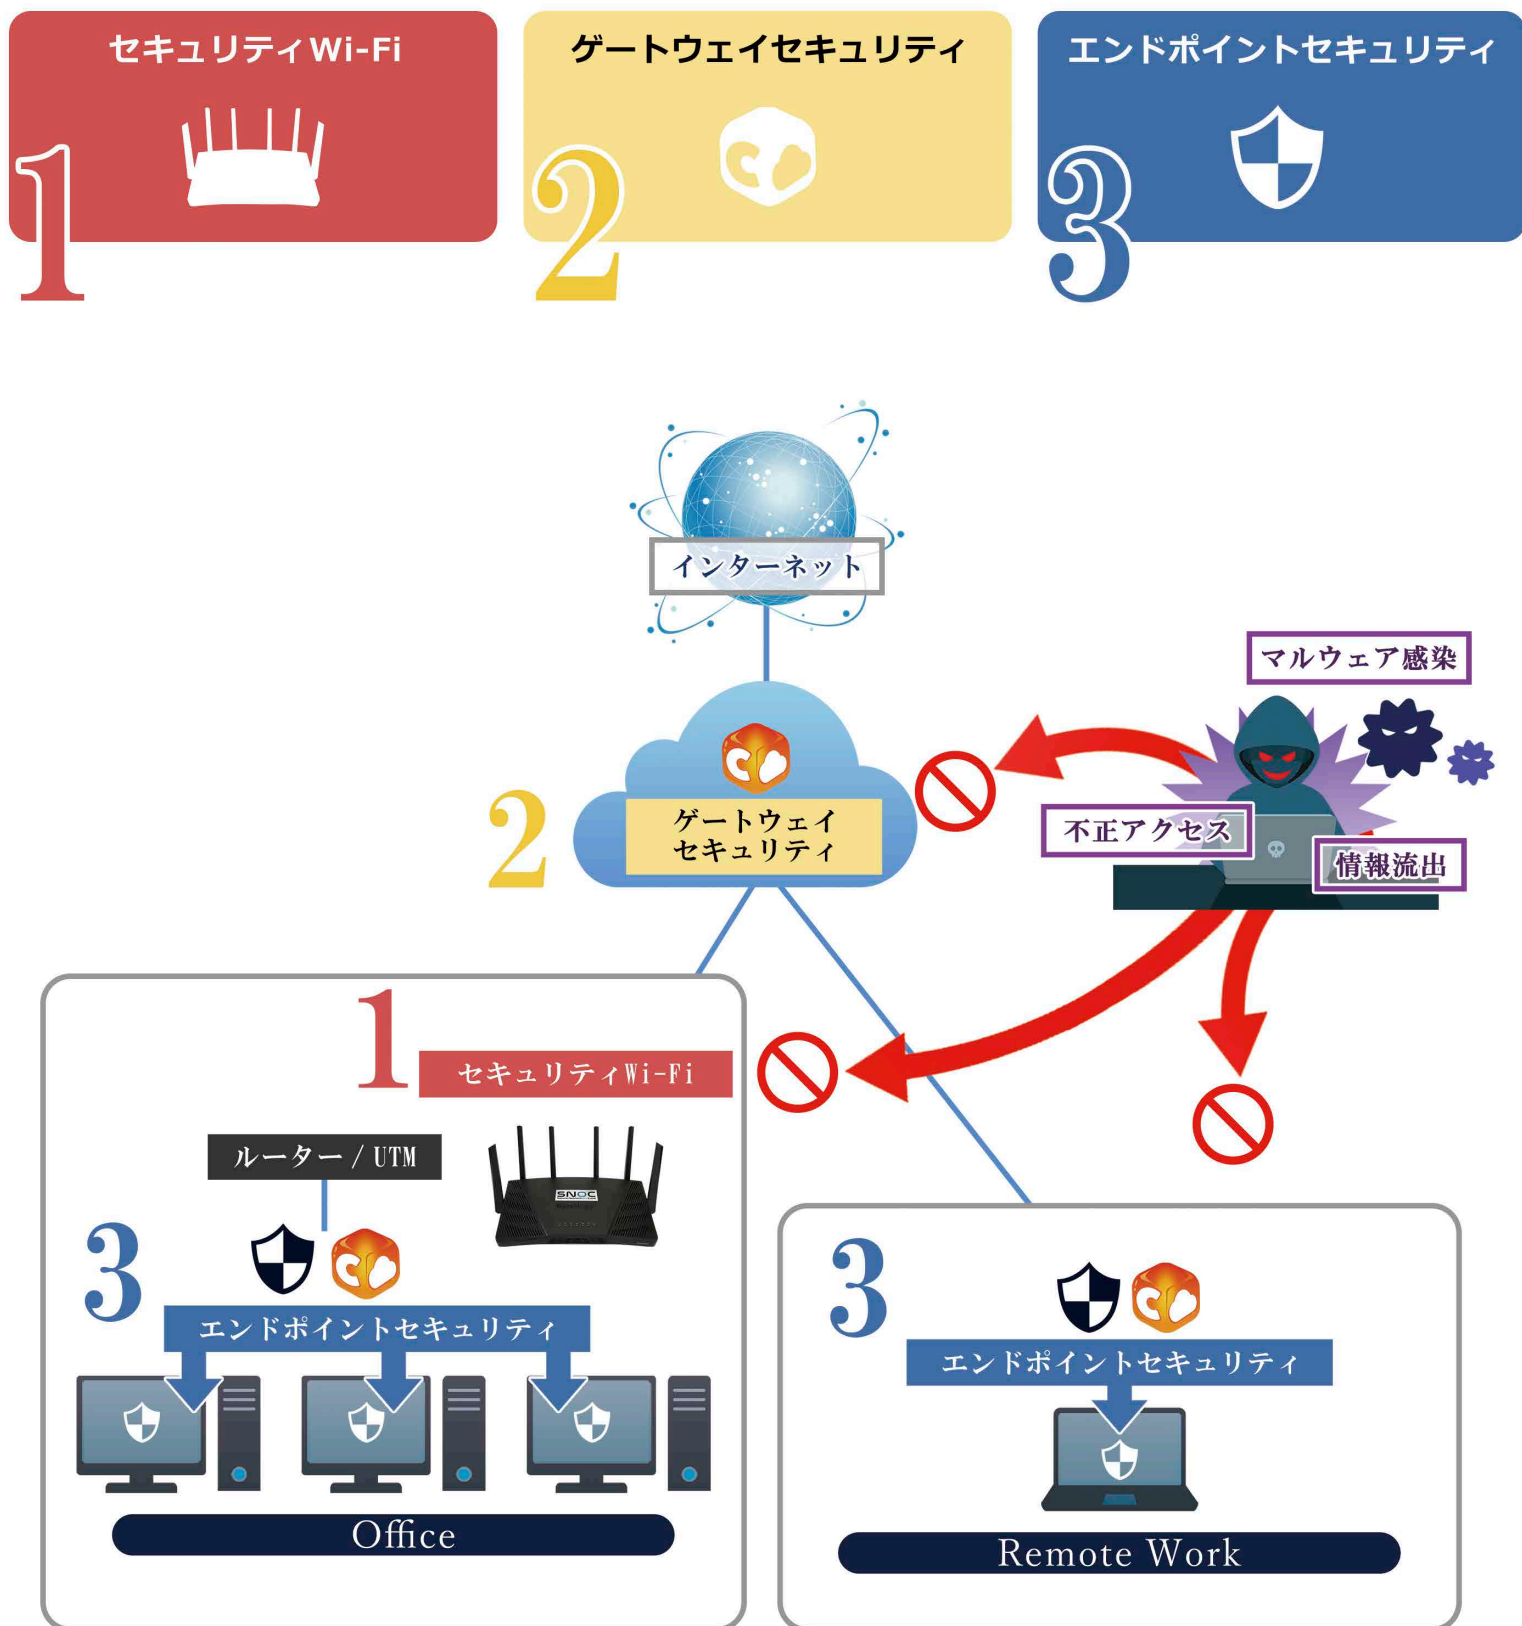 セキュリティWi-Fi
1
ゲートウェイセキュリティ
2
エンドポイントセキュリティ
3
インターネット
マルウェア感染
2
ゲートウェイ
セキュリティ
不正アクセス
情報流出
1
セキュリティWi-Fi
ルーター / UTM
SNOC
3
エンドポイントセキュリティ
Office
3
エンドポイントセキュリティ
Remote Work